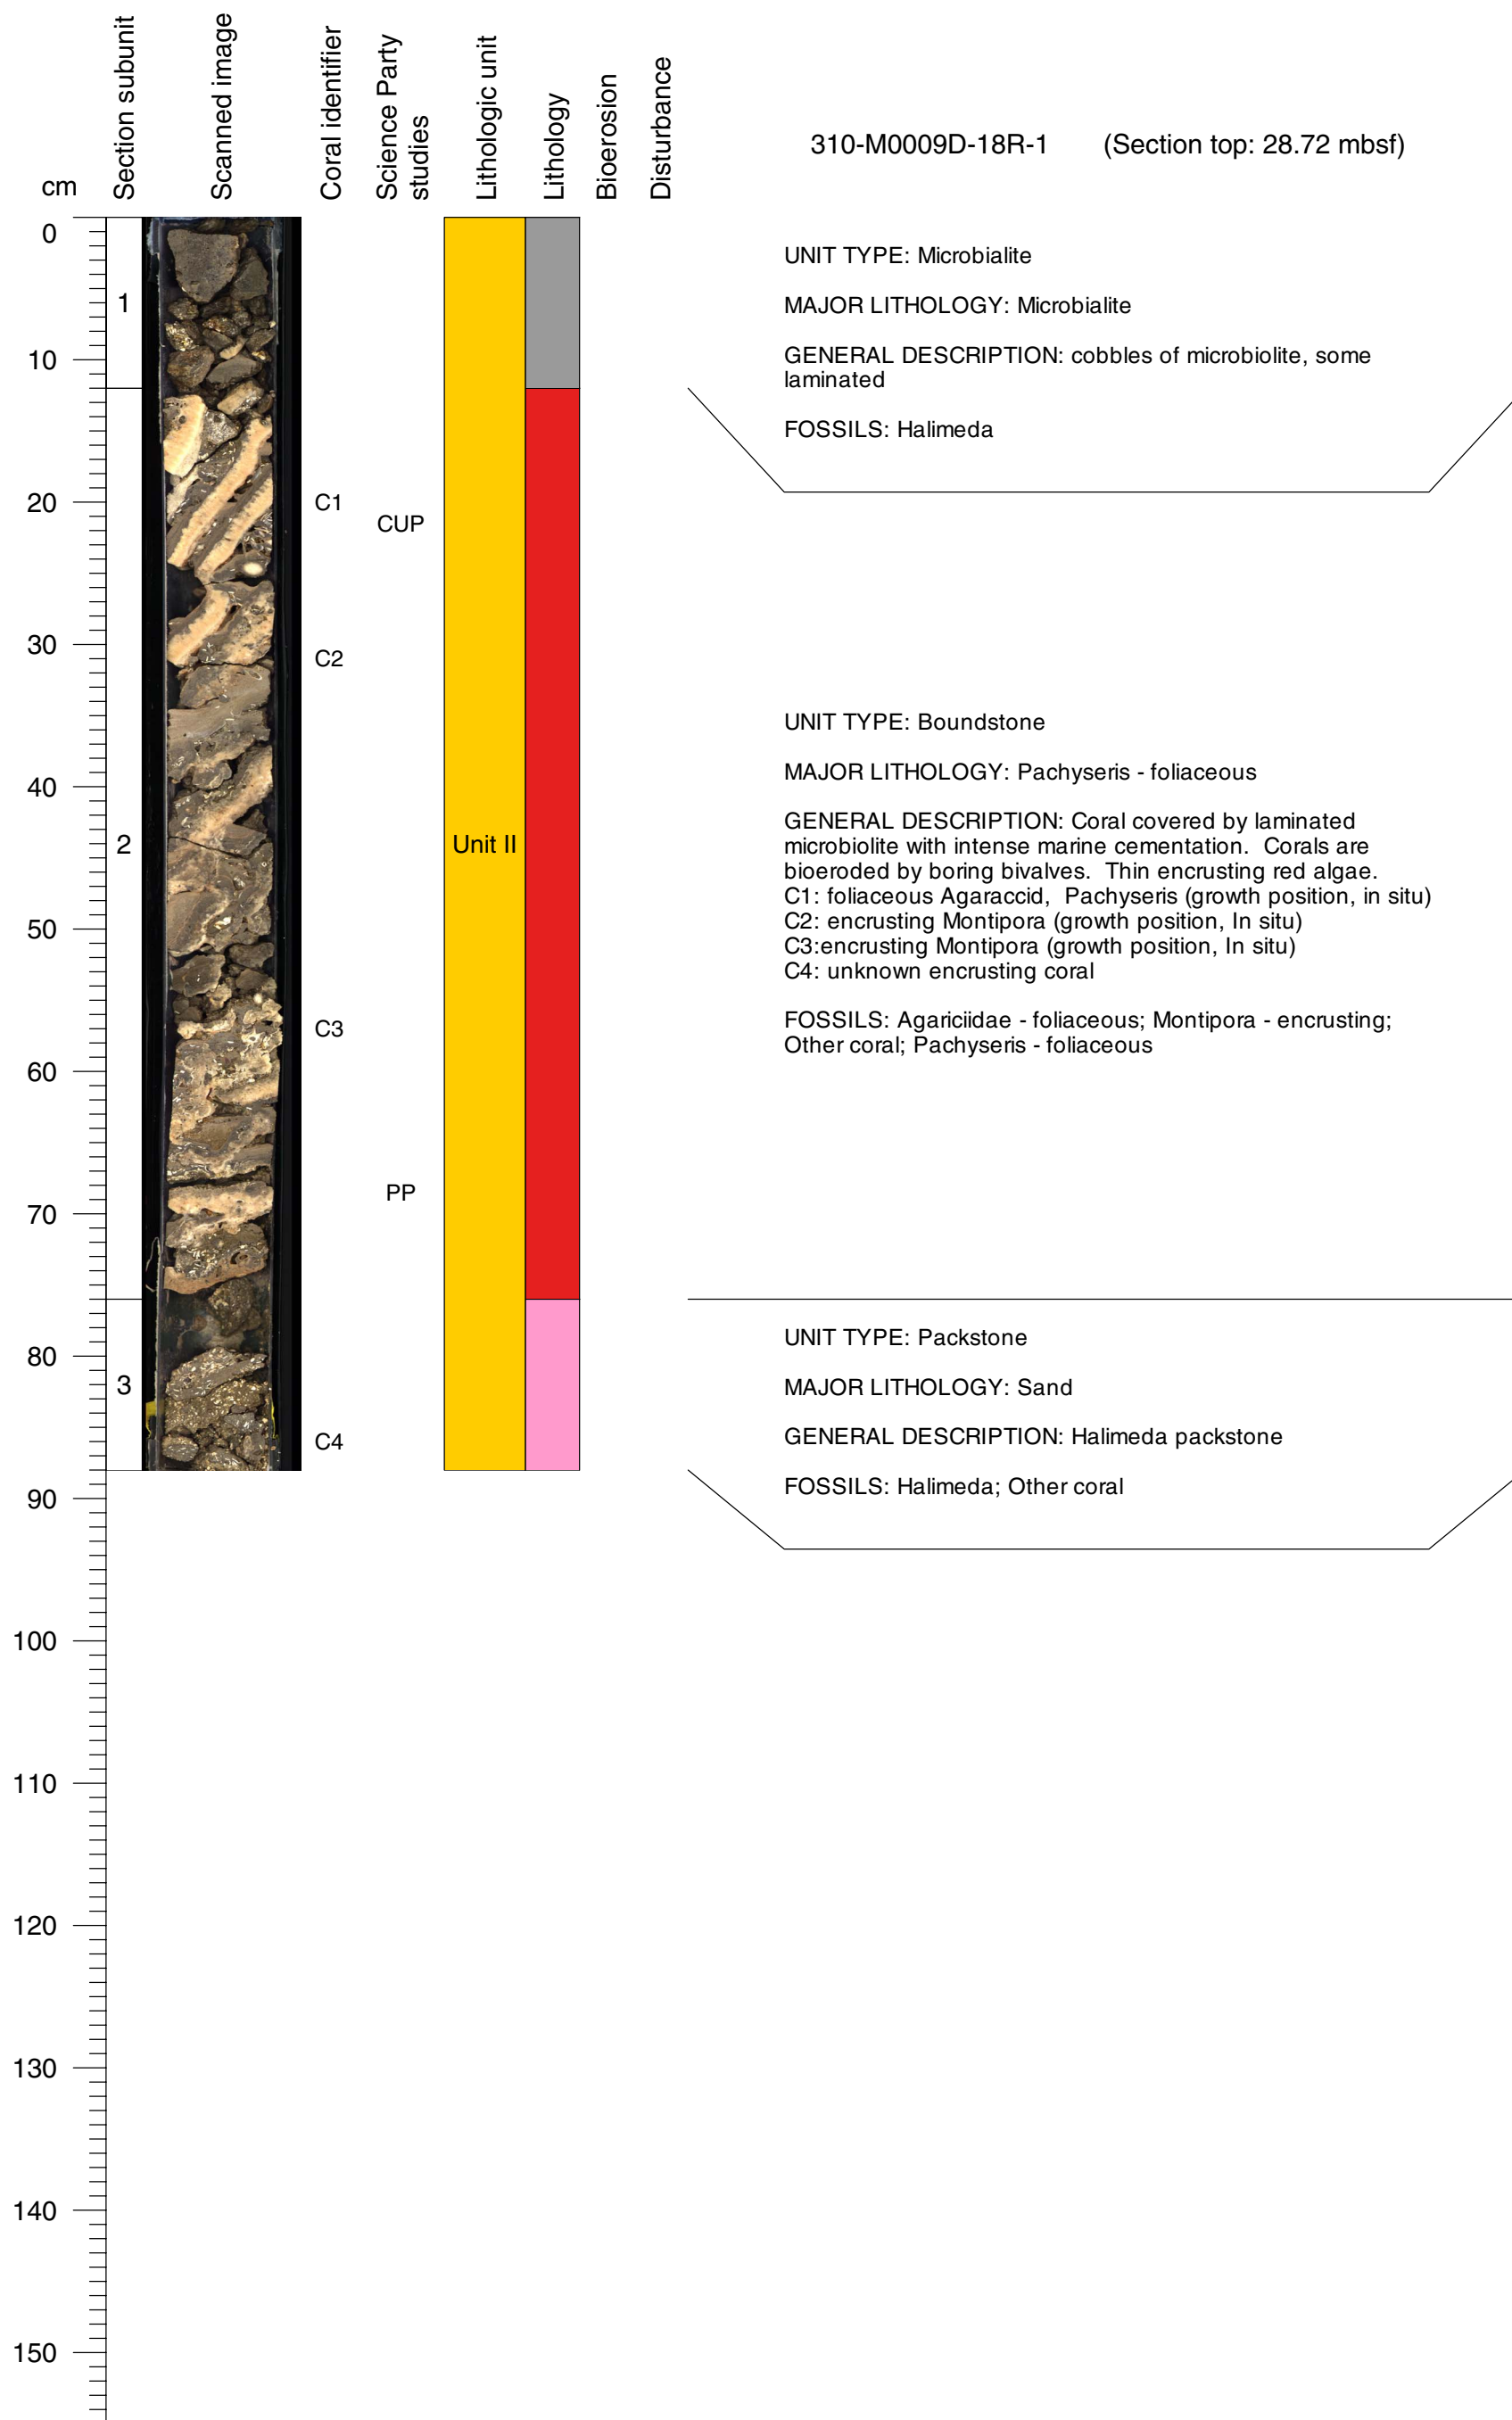 Section subunit
Scanned image
Coral identifier
Science Party
studies
Lithologic unit
Lithology
Bioerosion
Disturbance
310-M0009D-18R-1 (Section top: 28.72 mbsf)
cm
0
UNIT TYPE: Microbialite
1
MAJOR LITHOLOGY: Microbialite
10
GENERAL DESCRIPTION: cobbles of microbiolite, some
laminated
FOSSILS: Halimeda
20
C1
CUP
30
C2
UNIT TYPE: Boundstone
MAJOR LITHOLOGY: Pachyseris - foliaceous
40
2
Unit II
GENERAL DESCRIPTION: Coral covered by laminated
microbiolite with intense marine cementation. Corals are
bioeroded by boring bivalves. Thin encrusting red algae.
C1: foliaceous Agaraccid, Pachyseris (growth position, in situ)
C2: encrusting Montipora (growth position, In situ)
C3:encrusting Montipora (growth position, In situ)
C4: unknown encrusting coral
50
FOSSILS: Agariciidae - foliaceous; Montipora - encrusting;
Other coral; Pachyseris - foliaceous
C3
60
PP
70
UNIT TYPE: Packstone
80
3
MAJOR LITHOLOGY: Sand
GENERAL DESCRIPTION: Halimeda packstone
C4
FOSSILS: Halimeda; Other coral
90
100
110
120
130
140
150